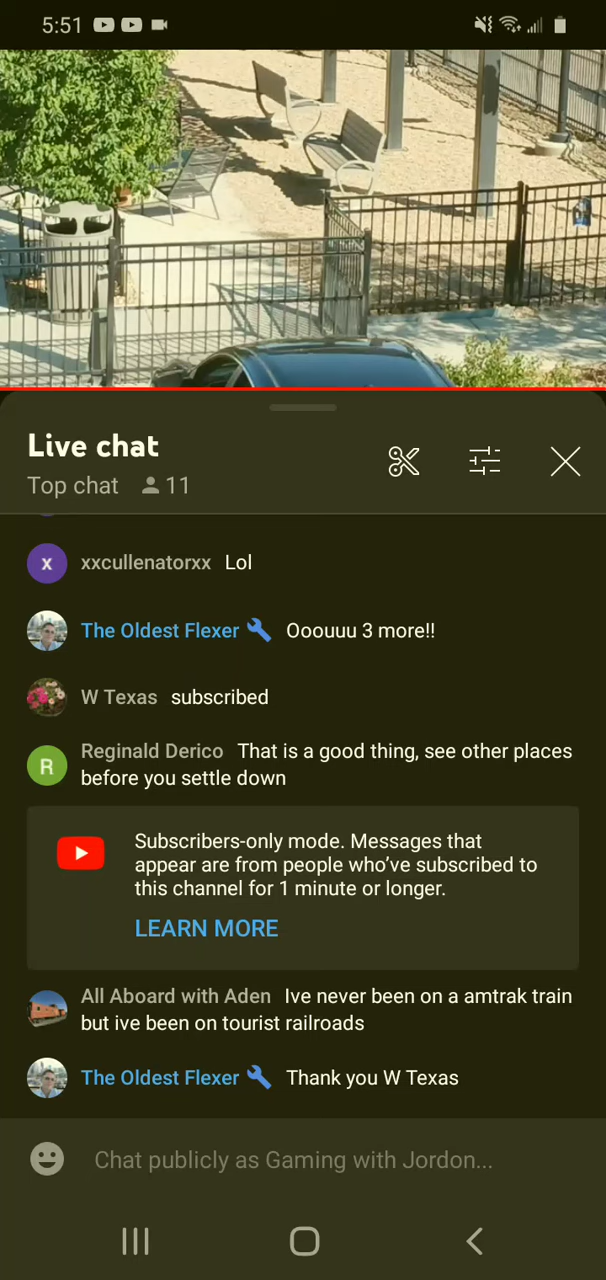 5:51
Live chat
Top chat 11
x xxcullenatorxx Lol
The Oldest Flexer Ooouuu 3 more!!
W Texas subscribed
Reginald Derico That is a good thing, see other places
R
before you settle down
Subscribers-only mode. Messages that
appear are from people who've subscribed to
this channel for 1 minute or longer.
LEARN MORE
All Aboard with Aden Ive never been on a amtrak train
but ive been on tourist railroads
The Oldest Flexer Thank you W Texas
Chat publicly as Gaming with Jordon...